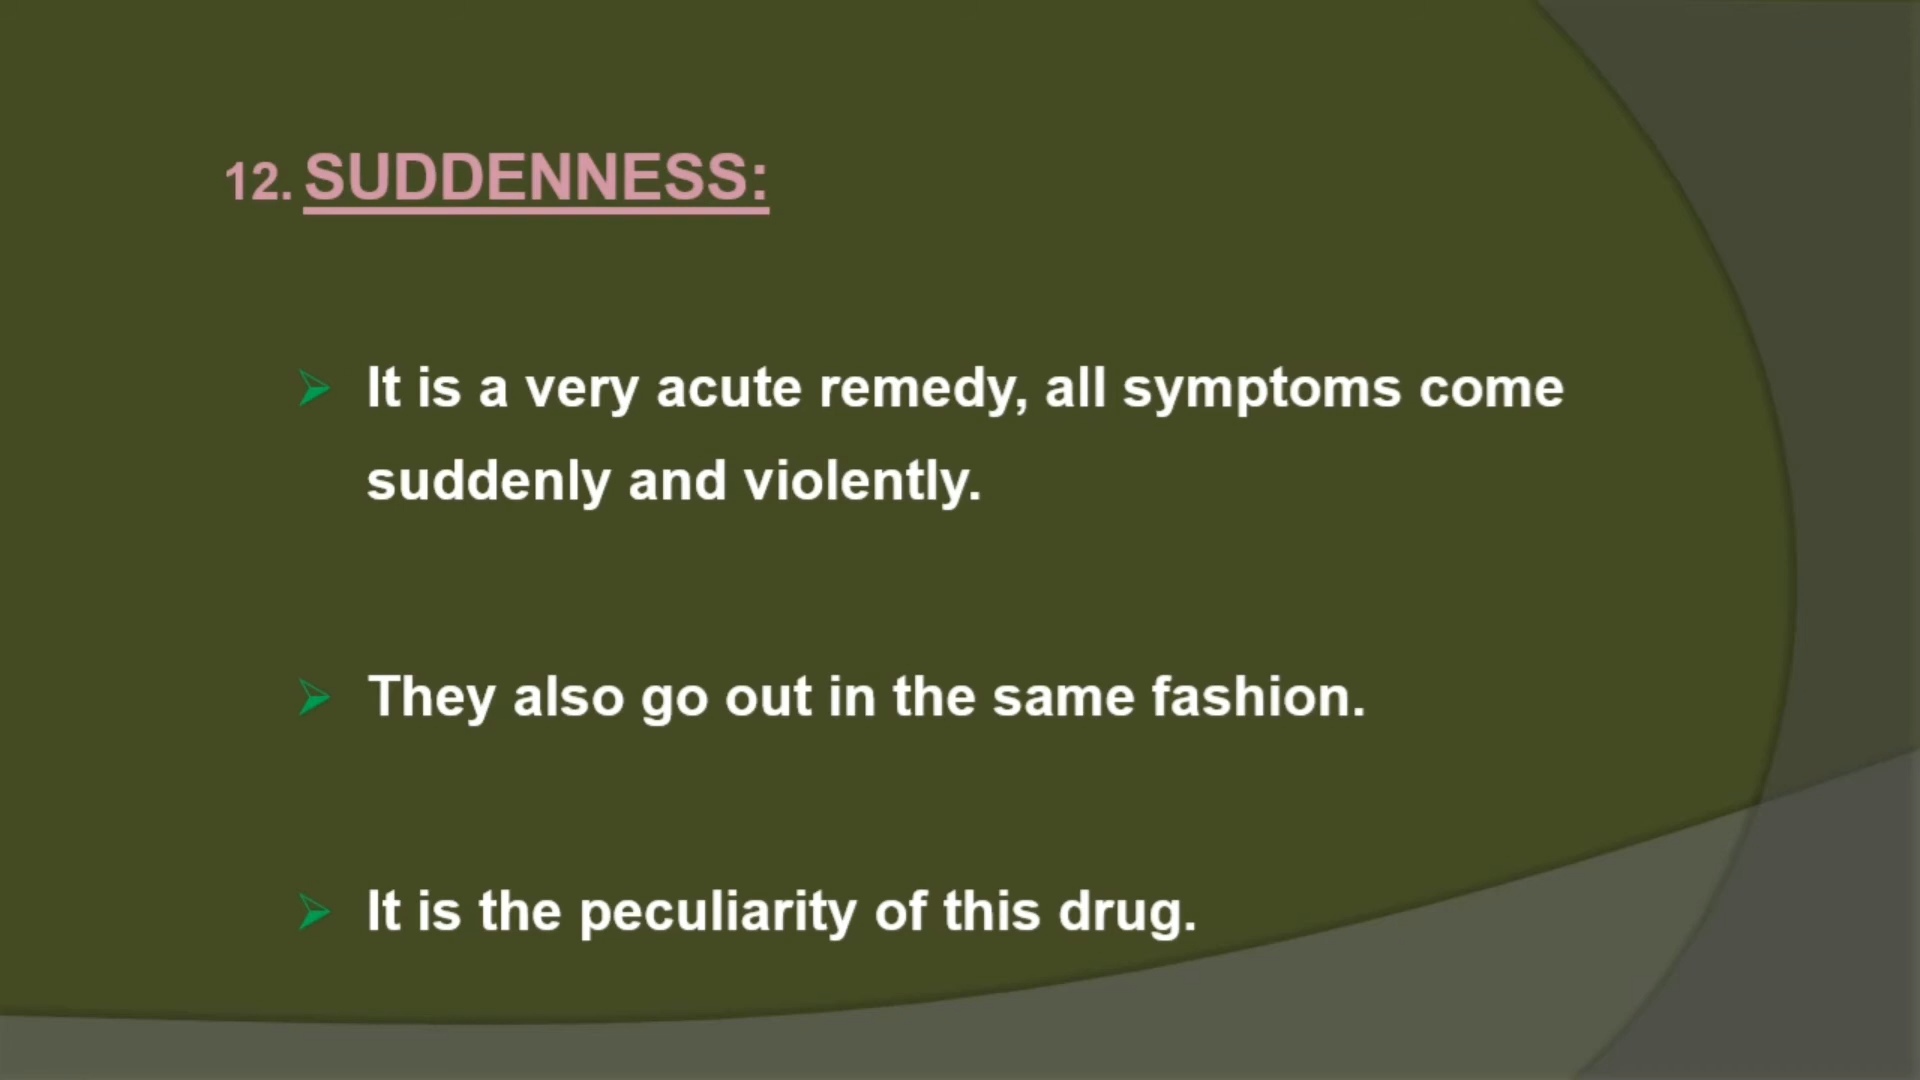 12. SUDDENNESS:
It is a very acute remedy, all symptoms come
suddenly and violently.
They also go out in the same fashion.
It is the peculiarity of this drug.